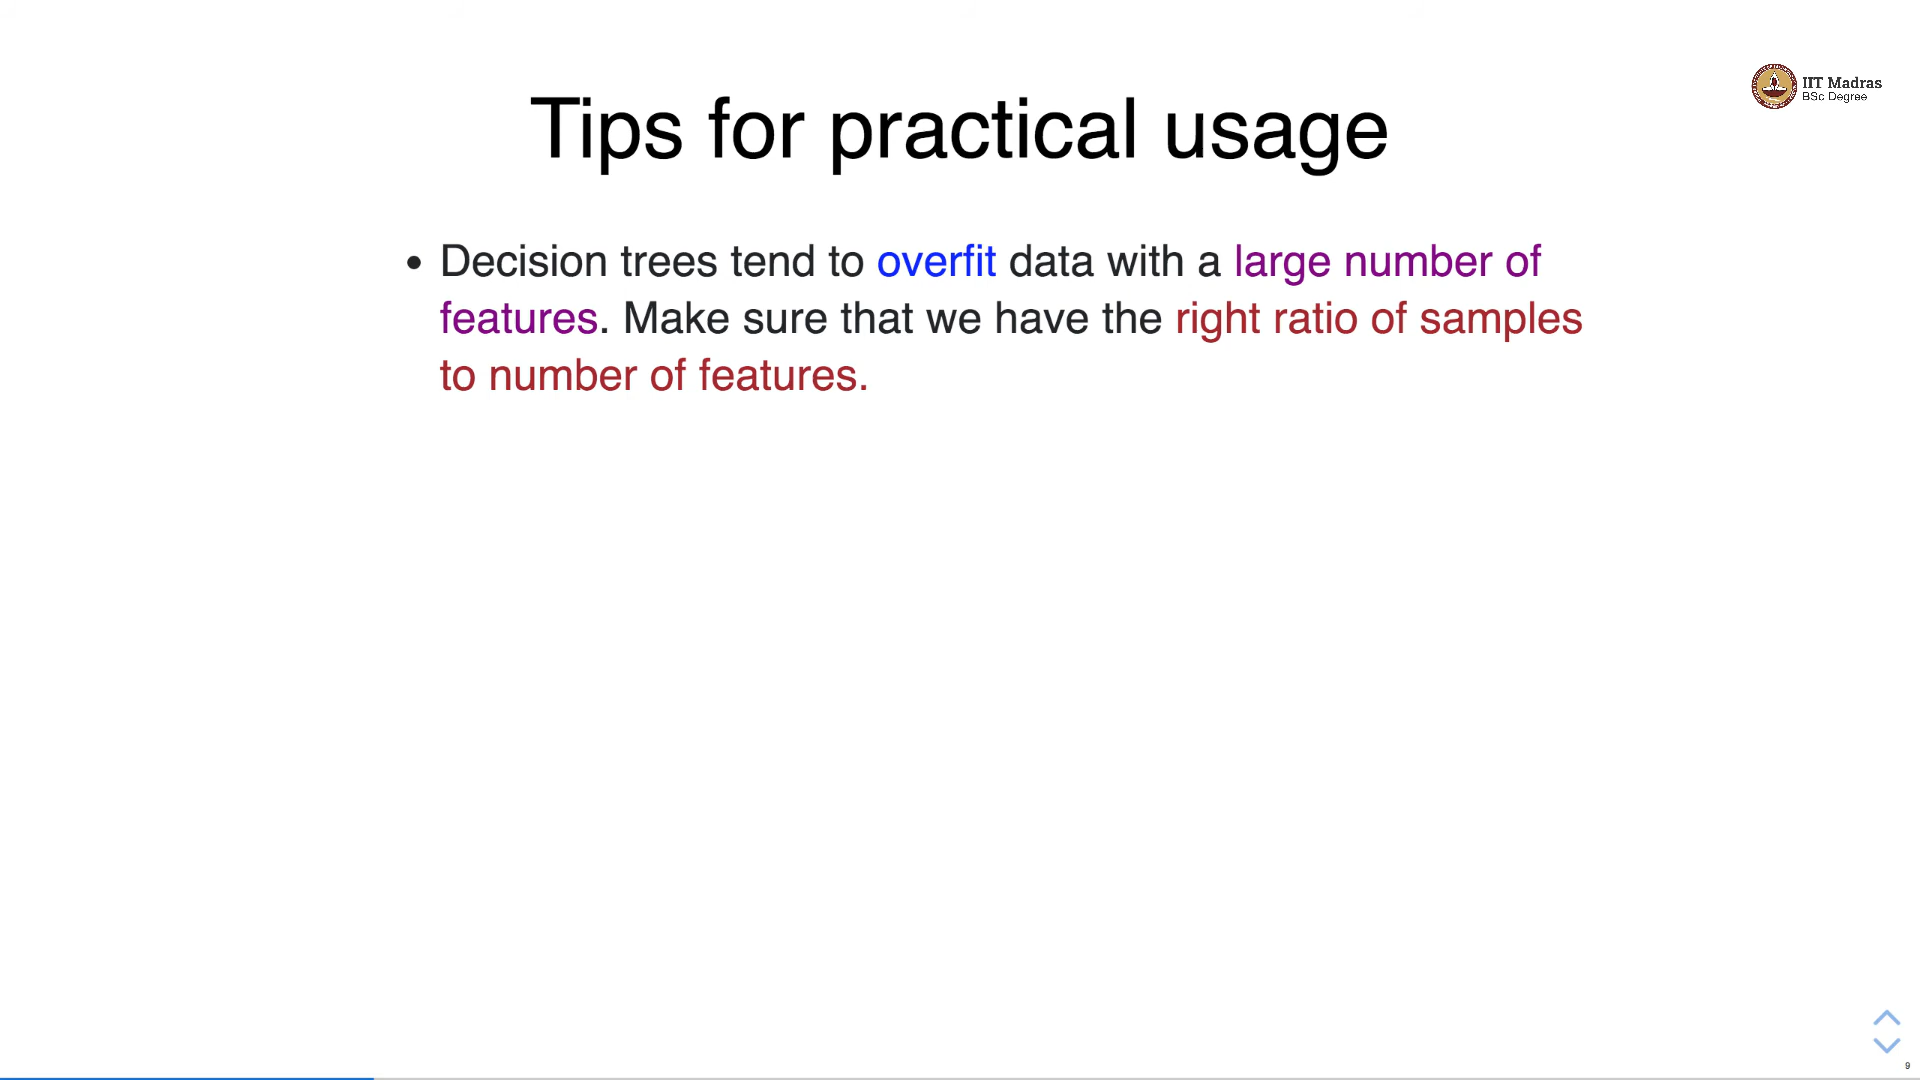 IIT Madras
BSc Degree
Tips for practical usage
• Decision trees tend to overfit data with a large number of
features. Make sure that we have the right ratio of samples
to number of features.
9